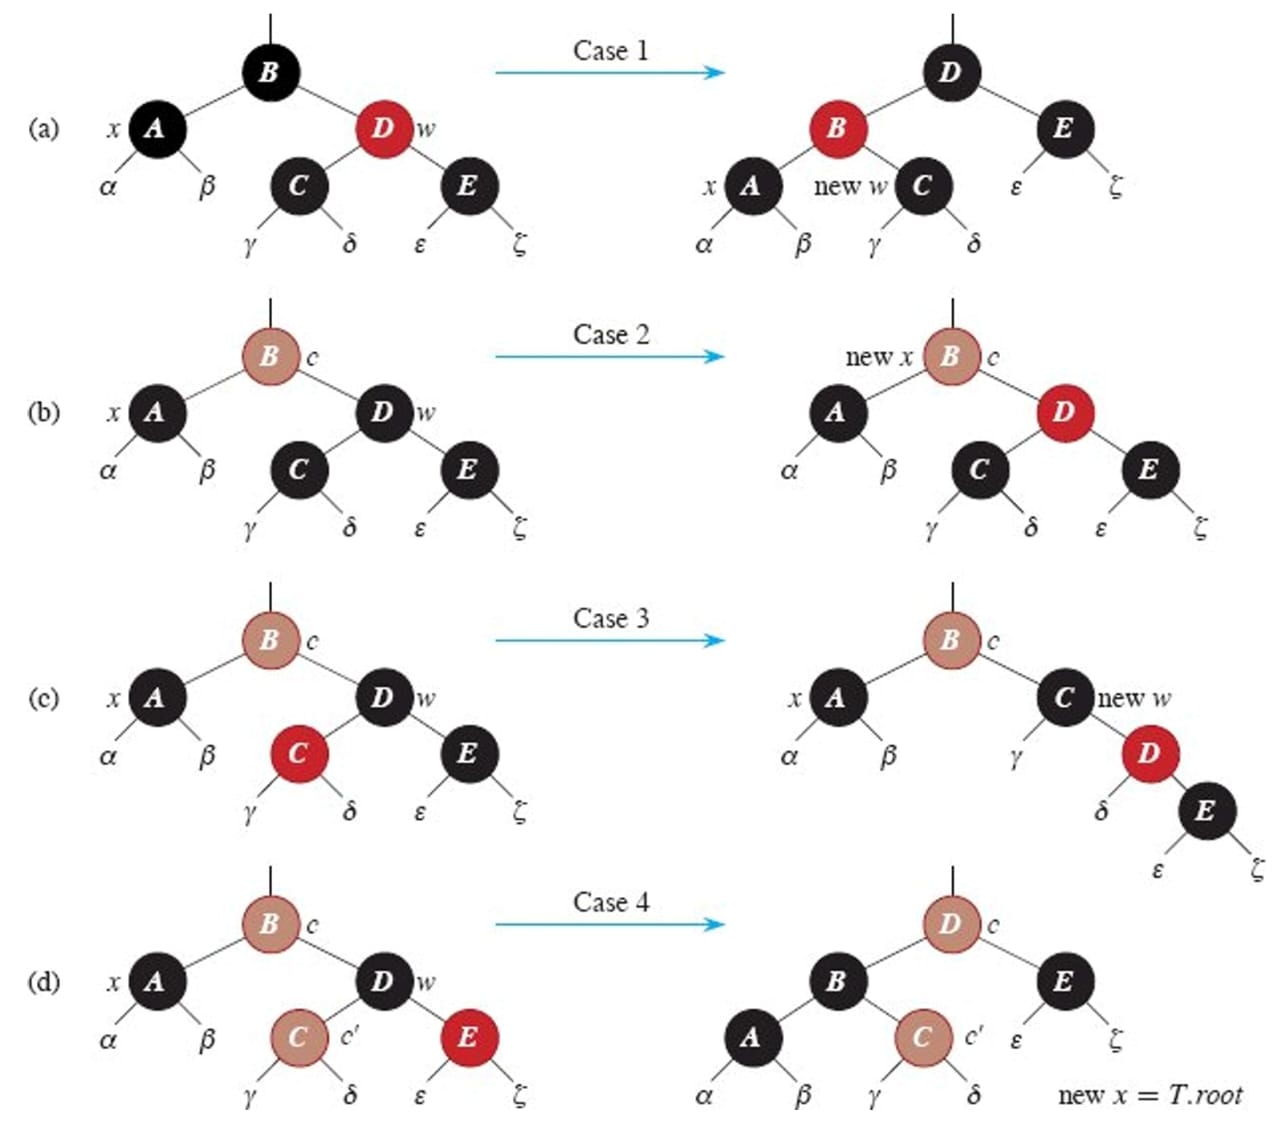 Case 1
B D
(a) x A D w B E
α β C E x A new w C ε ζ
γ δ ε ζ α β γ δ
Case 2
B c new x B c
(b) x A D w A D
α β C E α β C E
γ δ ε ζ γ δ ε ζ
Case 3
B c B c
(c) x A D w x A C new w
α β C E α β γ D
γ δ ε ζ δ E
ε ζ
Case 4
B c D c
(d) x A D w B E
α β C c′ E A C c′ ε ζ
γ δ ε ζ α β γ δ new x = T.root